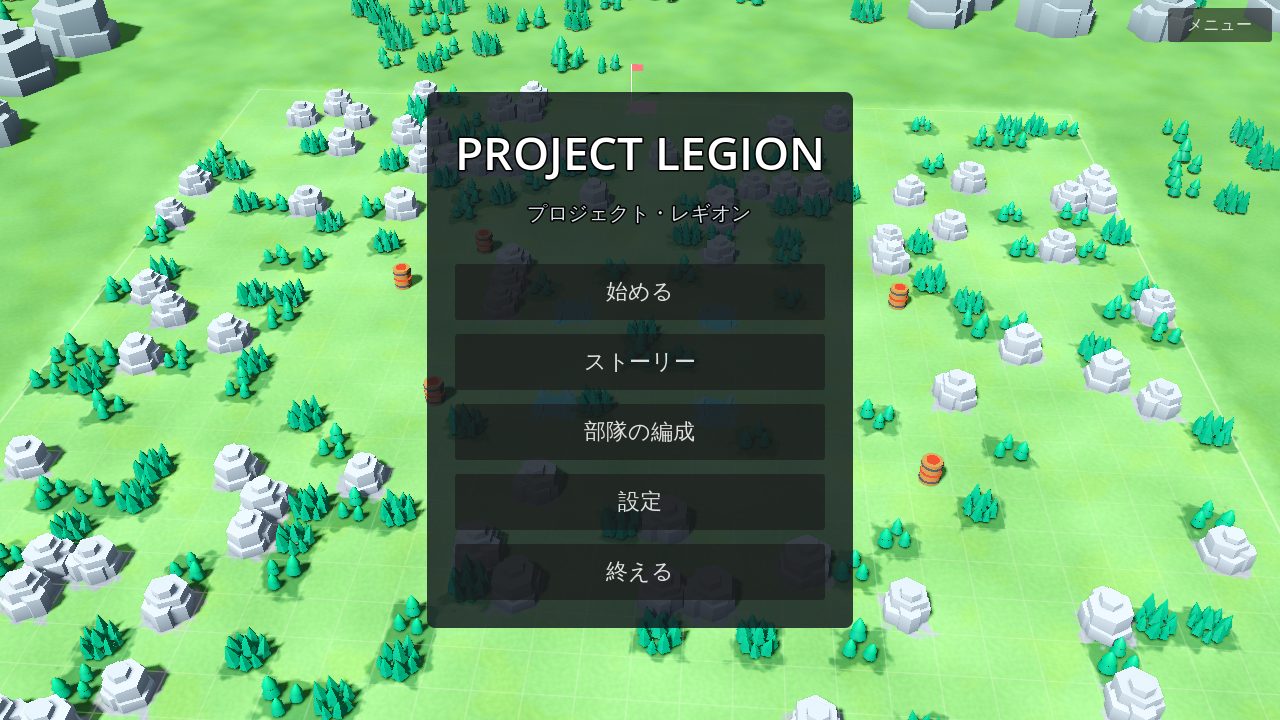 メニュー
PROJECT LEGION
プロジェクト・レギオン
始める
ストーリー
部隊の編成
設定
終える